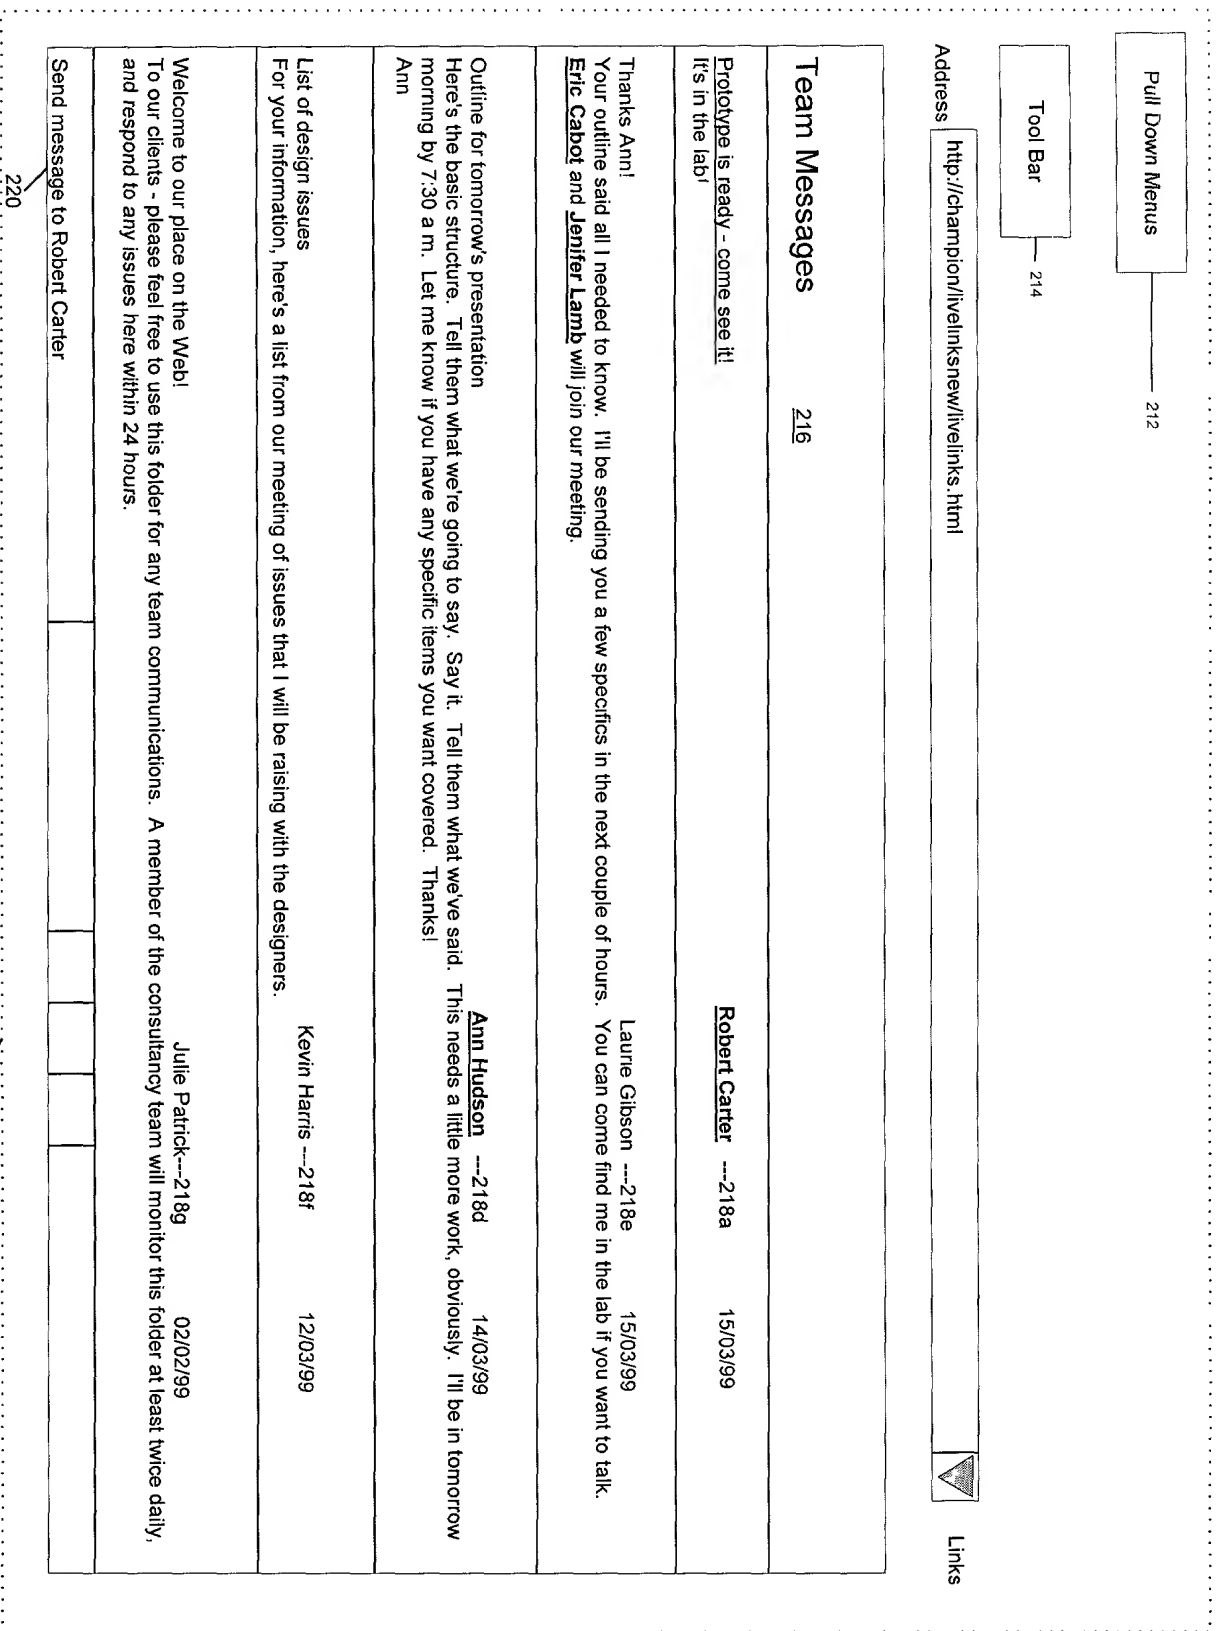 Pull Down Menus
212
Tool Bar
214
Address
http://champion/livelinksnew/livelinks.html
Links
Team Messages
216
Prototype is ready - come see it!
Robert Carter ---218a
15/03/99
It's in the lab!
Thanks Ann!
Laurie Gibson ---218e
15/03/99
Your outline said all I needed to know. I'll be sending you a few specifics in the next couple of hours. You can come find me in the lab if you want to talk.
Eric Cabot and Jenifer Lamb will join our meeting.
Outline for tomorrow's presentation
Ann Hudson ---218d
14/03/99
Here's the basic structure. Tell them what we're going to say. Say it. Tell them what we've said. This needs a little more work, obviously. I'll be in tomorrow
morning by 7:30 a m. Let me know if you have any specific items you want covered. Thanks!
Ann
List of design issues
Kevin Harris ---218f
12/03/99
For your information, here's a list from our meeting of issues that I will be raising with the designers.
Welcome to our place on the Web!
Julie Patrick---218g
02/02/99
To our clients - please feel free to use this folder for any team communications. A member of the consultancy team will monitor this folder at least twice daily,
and respond to any issues here within 24 hours.
Send message to Robert Carter
220